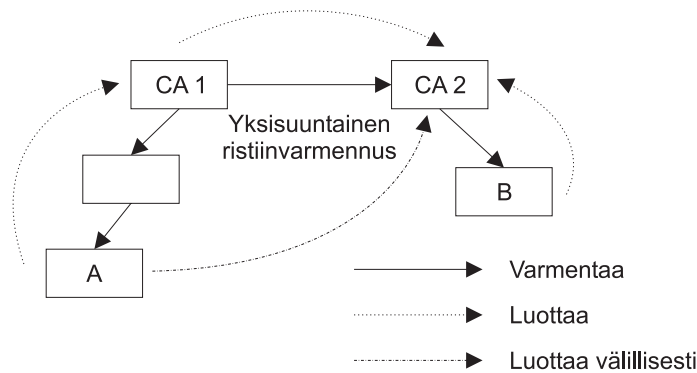 CA 1
CA 2
Yksisuuntainen
ristiinvarmennus
B
A
Varmentaa
Luottaa
Luottaa välillisesti